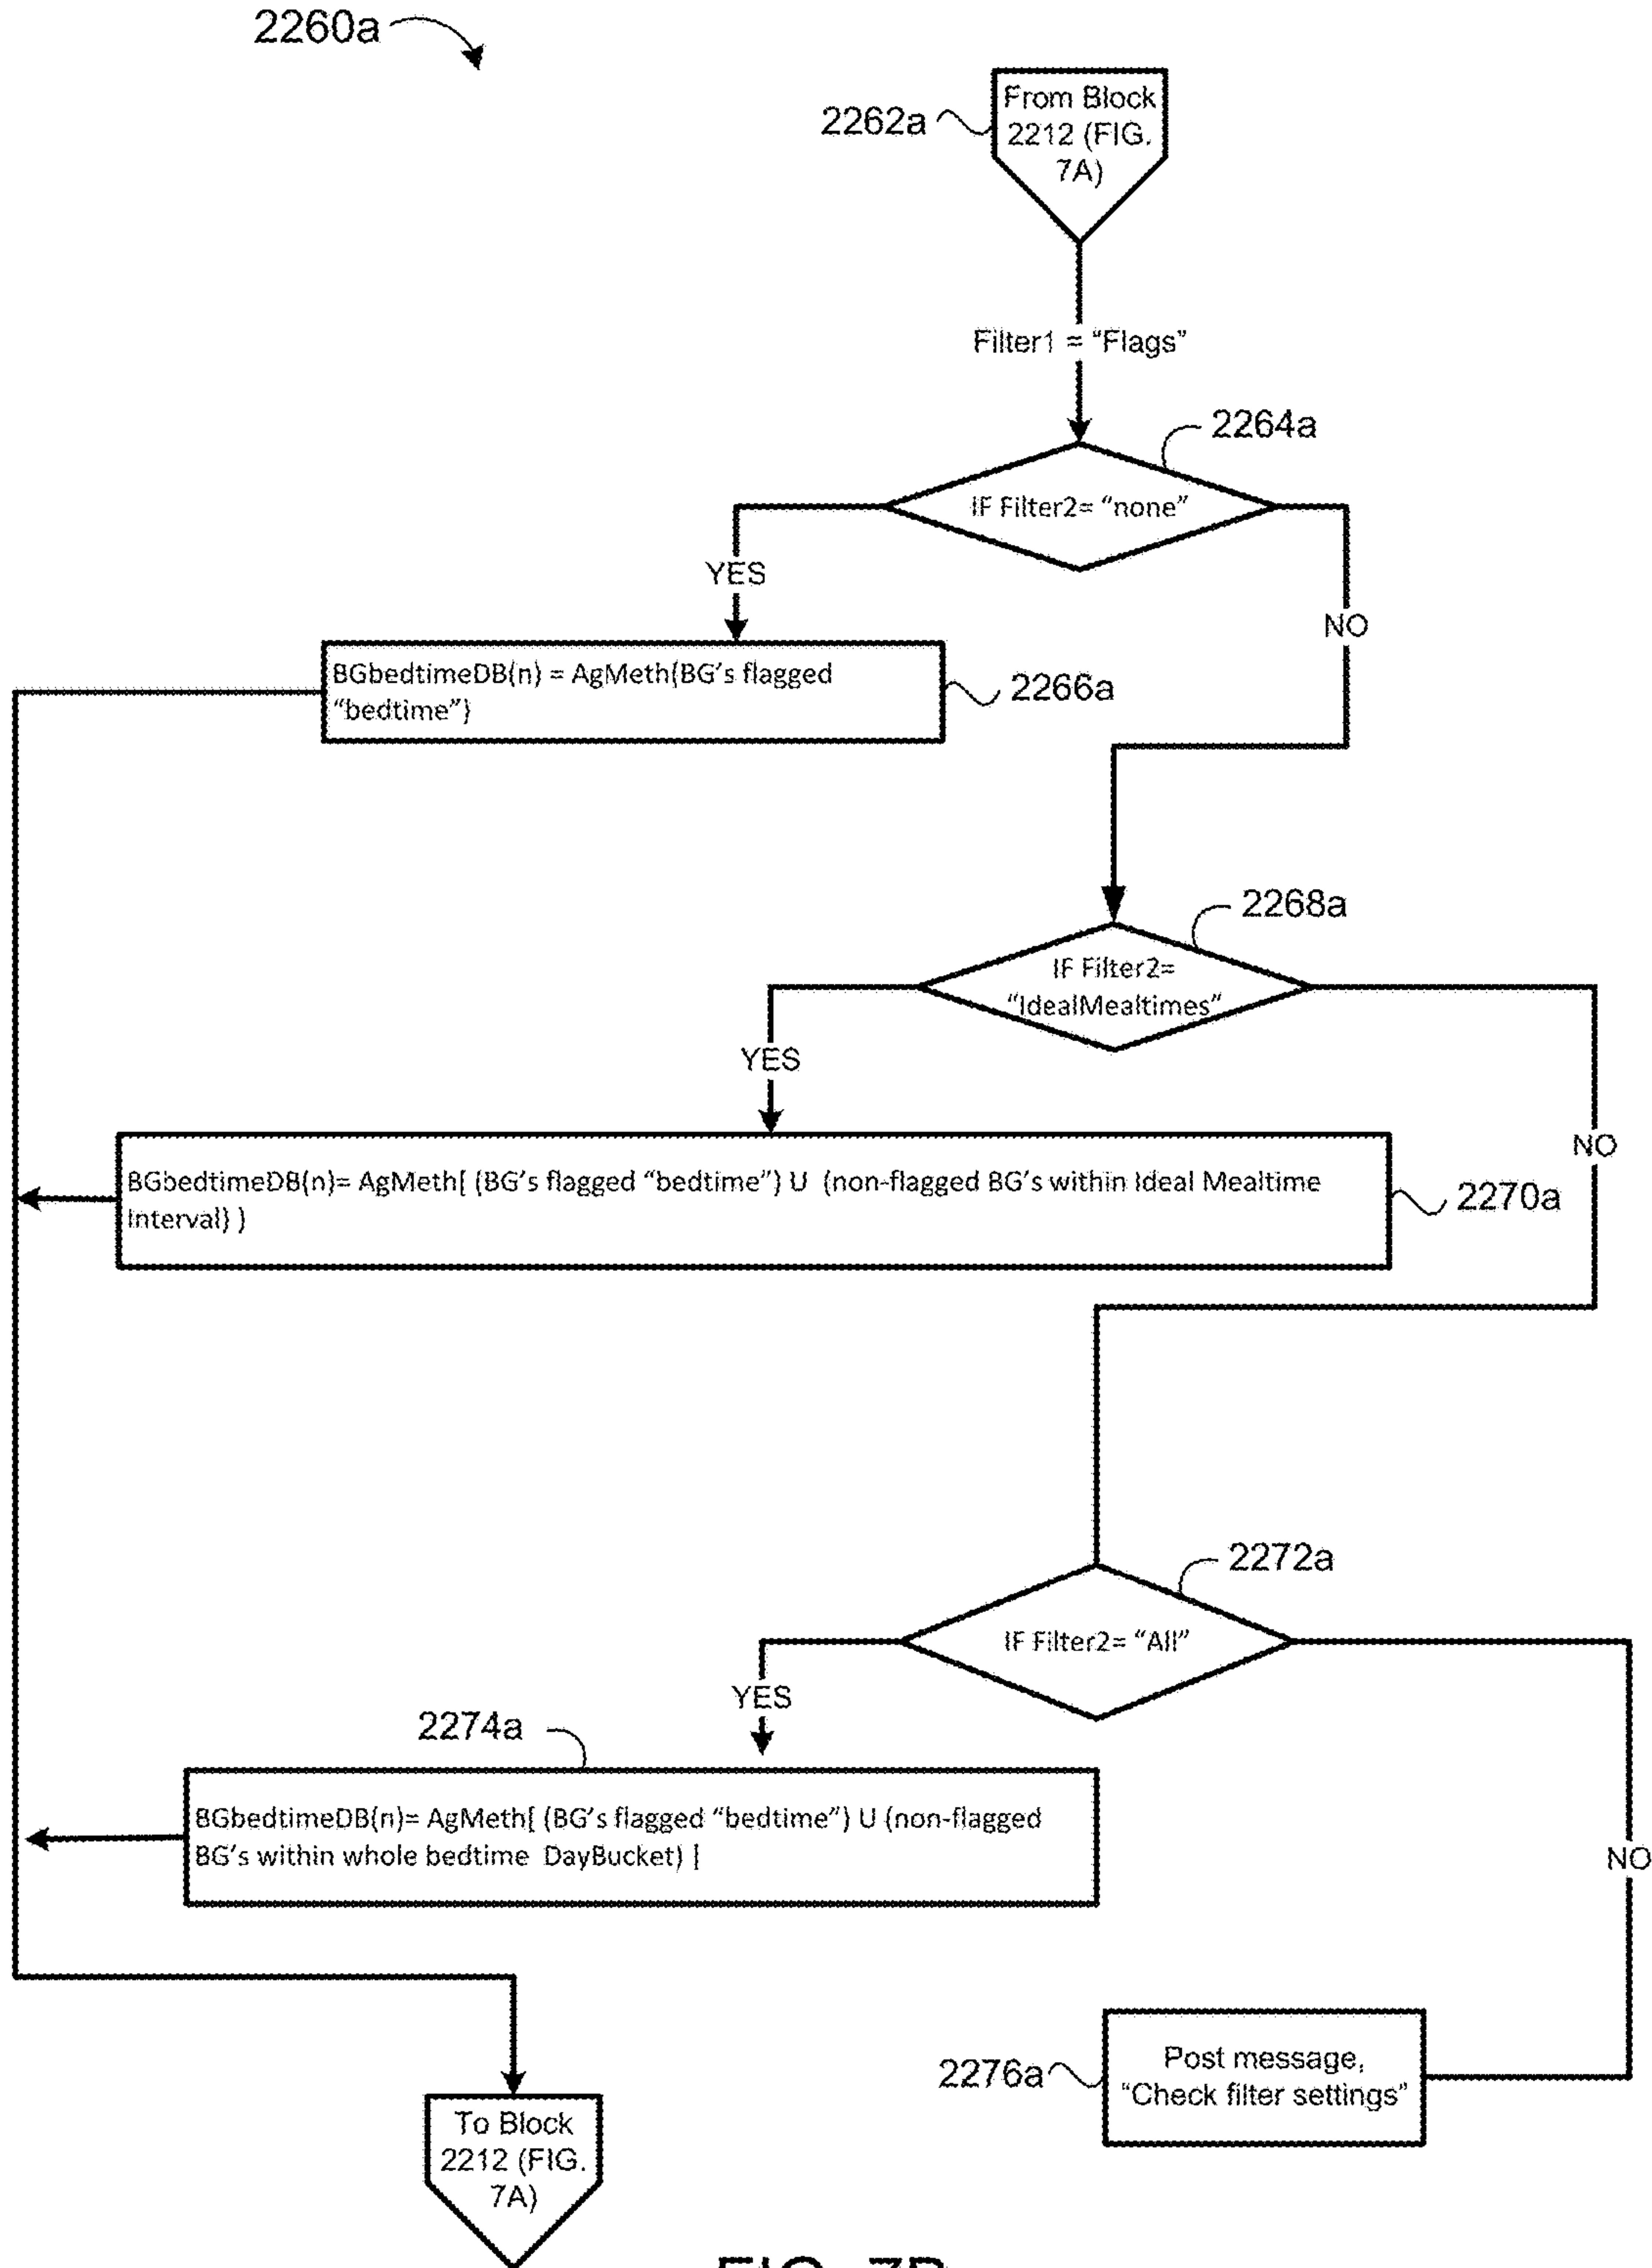 2260a
2262a
From Block
2212 (FIG.
7A)
Filter1 = “Flags”
2264a
IF Filter2= “none”
YES
NO
BGbedtimeDB(n) = AgMeth(BG’s flagged
“bedtime”)
2266a
2268a
IF Filter2=
“IdealMealtimes”
YES
NO
BGbedtimeDB(n)= AgMeth[ (BG’s flagged “bedtime”) U (non-flagged BG’s within Ideal Mealtime
Interval) )
2270a
2272a
IF Filter2= “All”
YES
NO
2274a
BGbedtimeDB(n)= AgMeth[ (BG’s flagged “bedtime”) U (non-flagged
BG’s within whole bedtime DayBucket) ]
2276a
Post message,
“Check filter settings”
To Block
2212 (FIG.
7A)